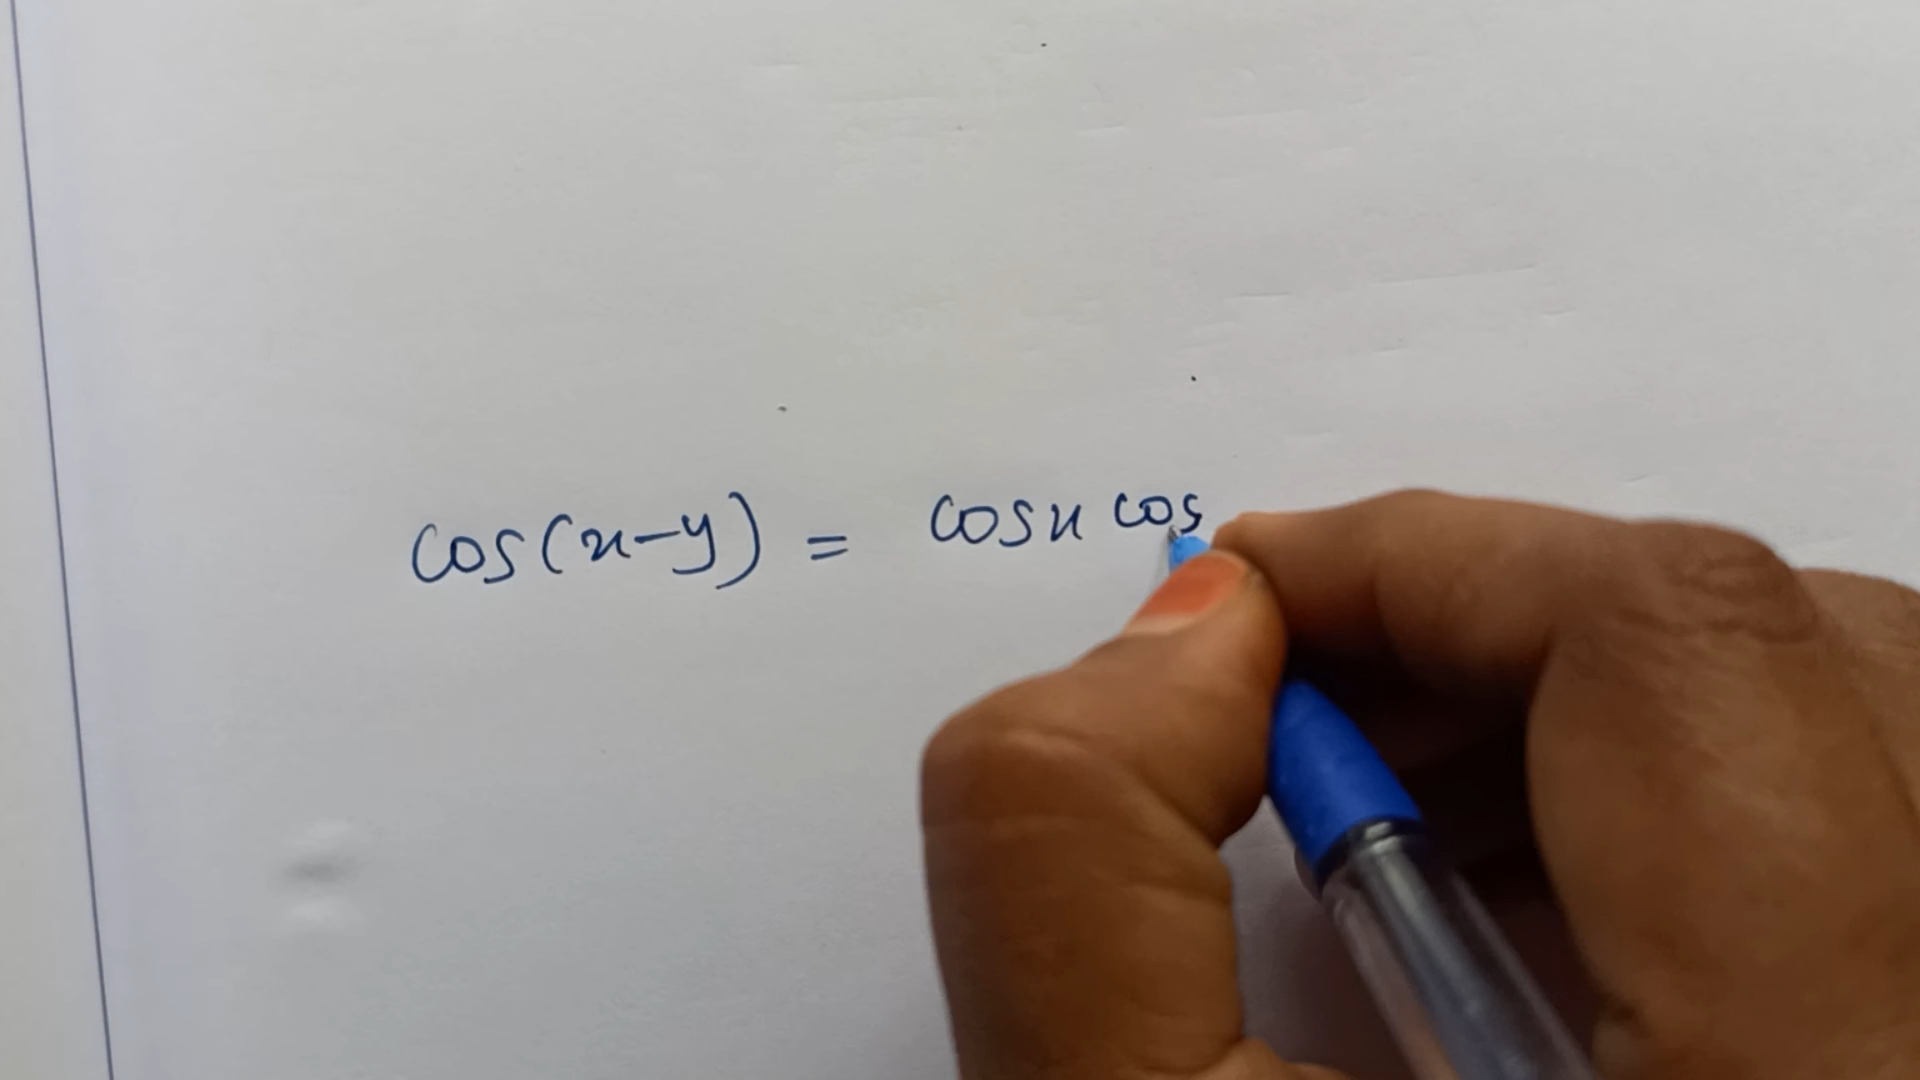 cos(x-y) = cosx cos